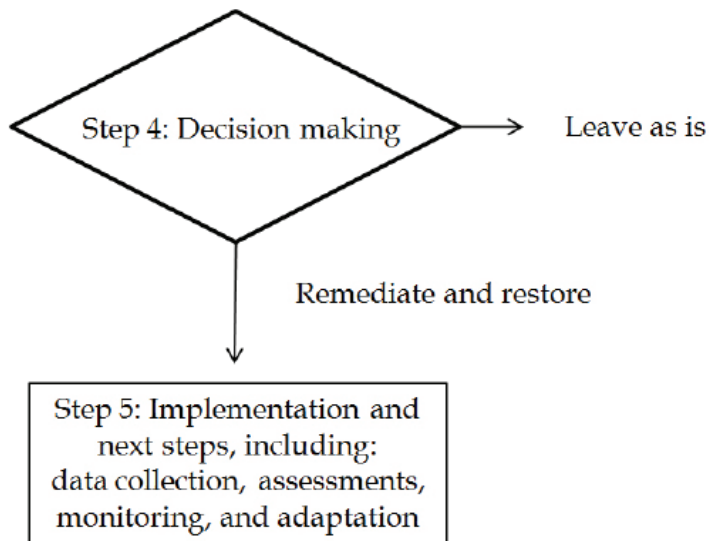 Step 4: Decision making
Leave as is
Remediate and restore
Step 5: Implementation and
next steps, including:
data collection, assessments,
monitoring, and adaptation